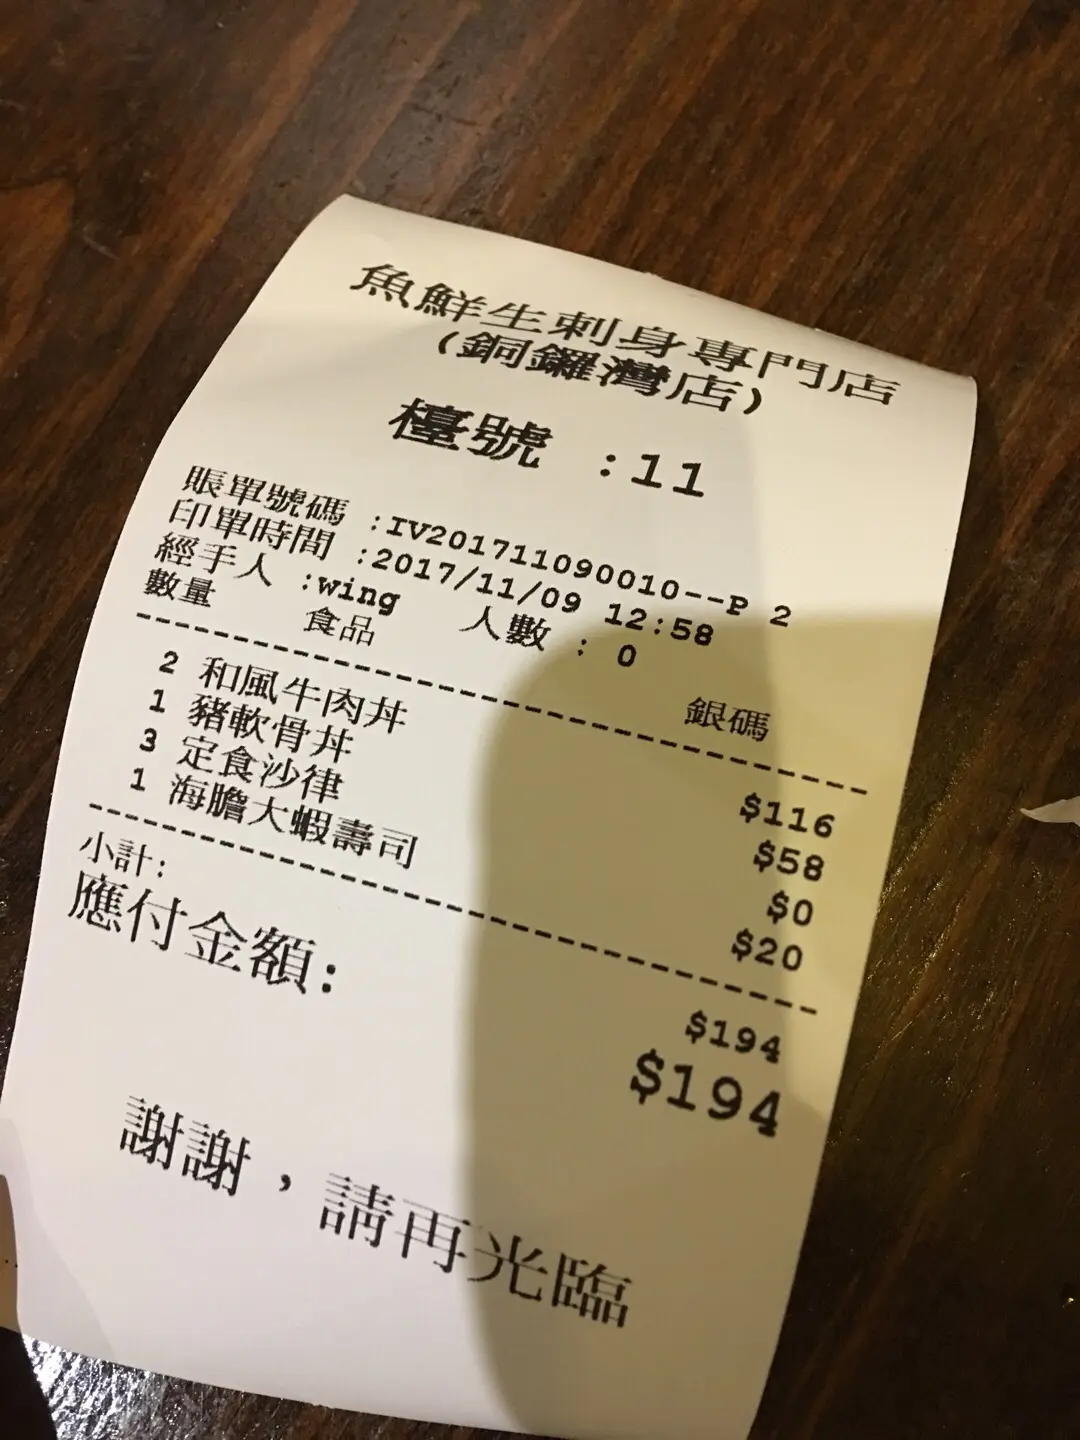 魚鮮生刺身專門店
(銅鑼灣店)
檯號 :11
賬單號碼 :IV201711090010--P 2
印單時間 :2017/11/09 12:58
經手人 :wing 人數 : 0
數量 食品 銀碼
2 和風牛肉丼 $116
1 豬軟骨丼 $58
3 定食沙律 $0
1 海膽大蝦壽司 $20
小計: $194
應付金額: $194
謝謝，請再光臨